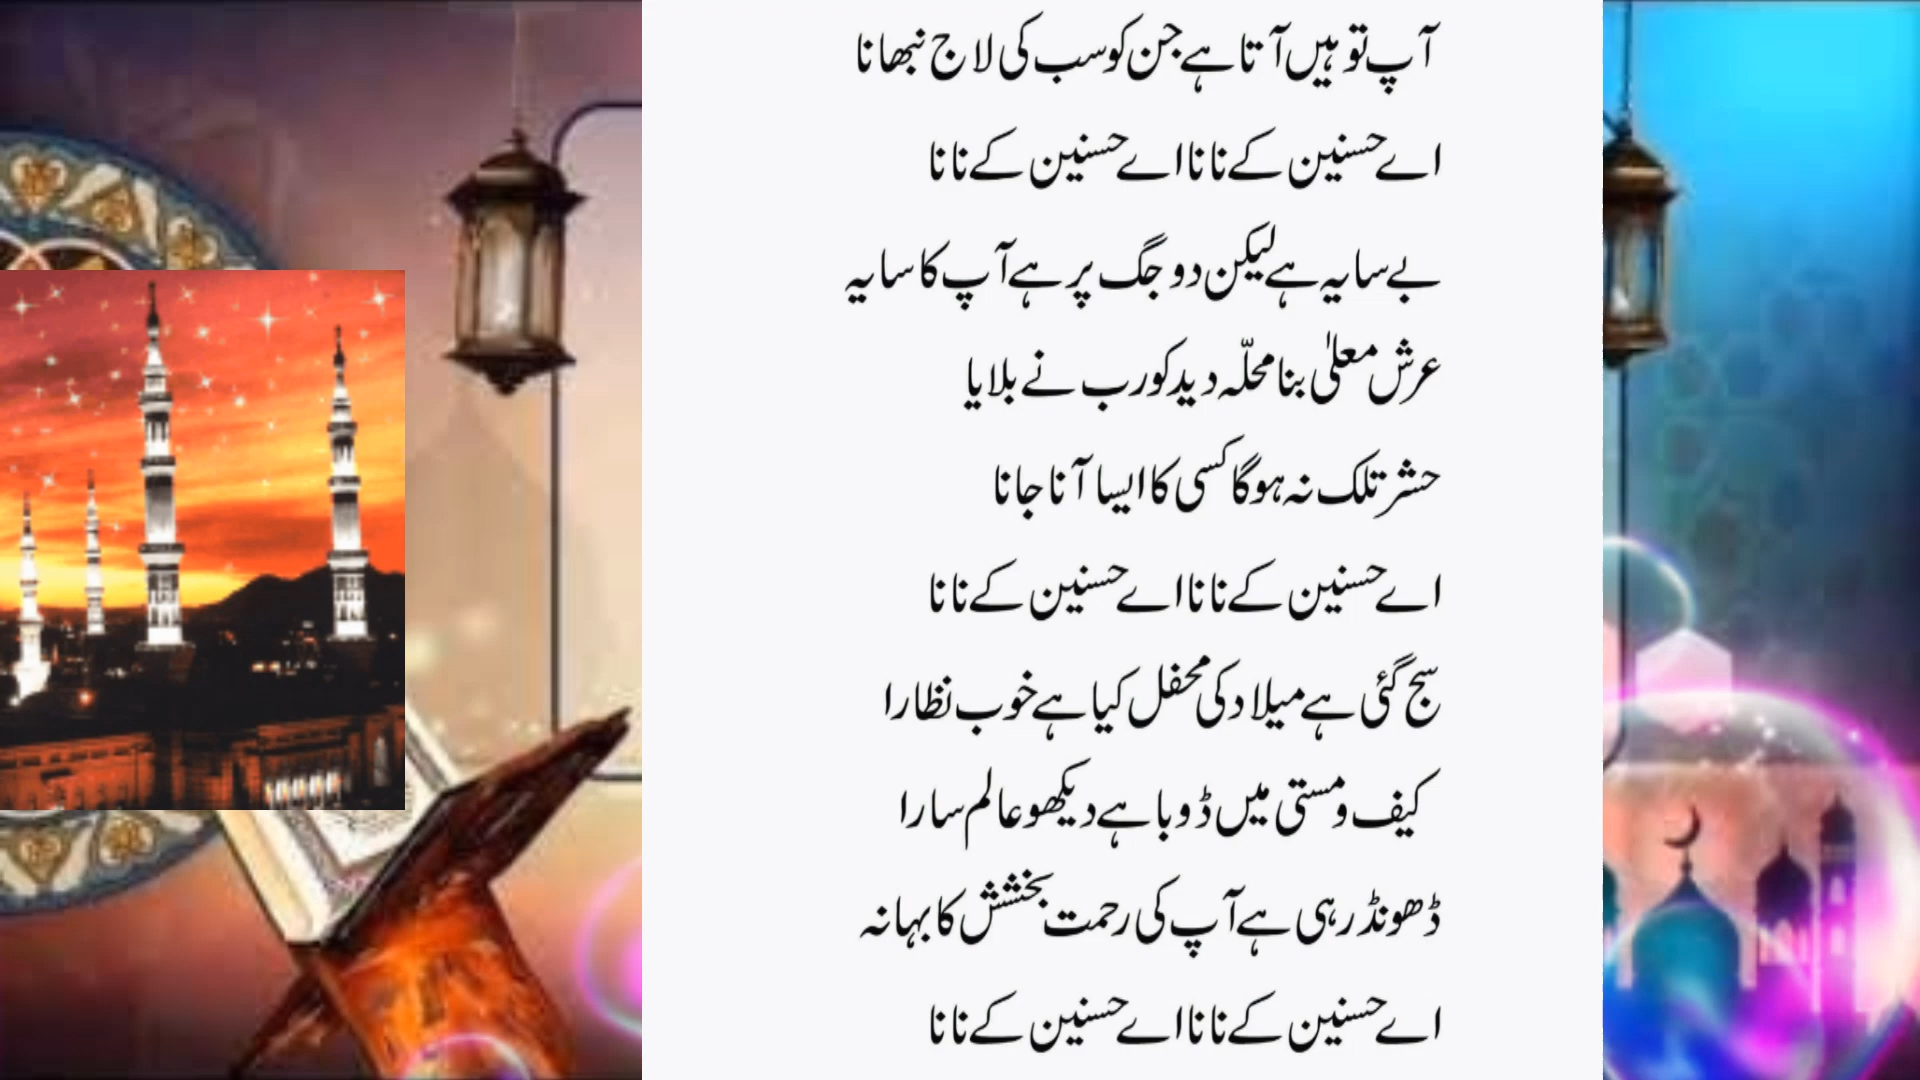 آپ تو ہیں آتا ہے جن کو سب کی لاج نبھانا
اے حسنین کے نانا اے حسنین کے نانا
بے سایہ ہے لیکن دو جگ پر ہے آپ کا سایہ
عرش معلیٰ بنا محلّہ دید کو رب نے بلایا
حشر تلک نہ ہوگا کسی کا ایسا آنا جانا
اے حسنین کے نانا اے حسنین کے نانا
سج گئی ہے میلاد کی محفل کیا ہے خوب نظارا
کیف و مستی میں ڈوبا ہے دیکھو عالم سارا
ڈھونڈ رہی ہے آپ کی رحمت بخشش کا بہانہ
اے حسنین کے نانا اے حسنین کے نانا